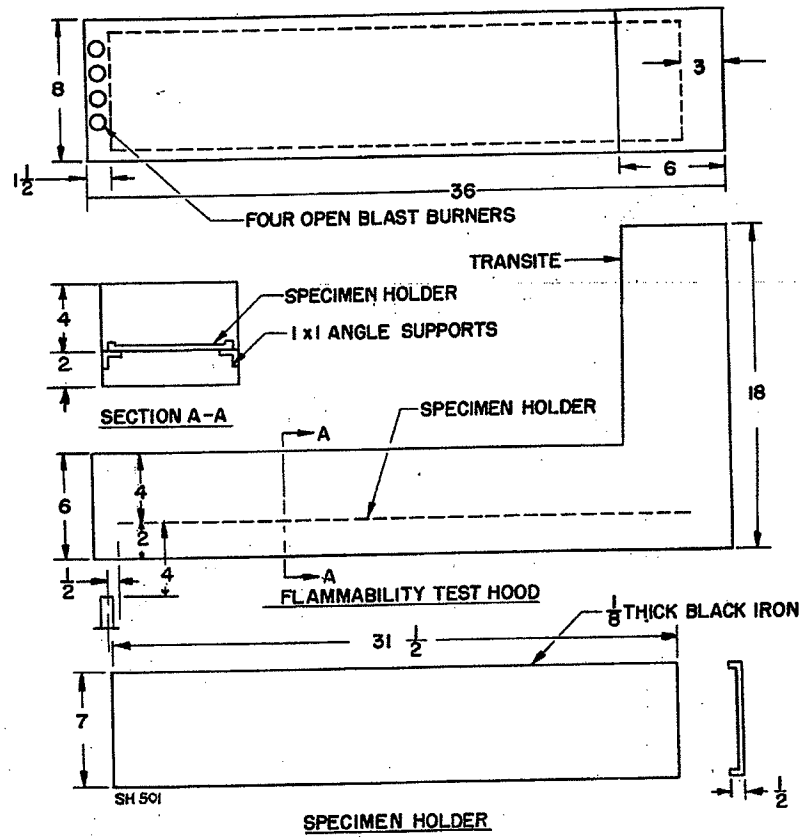 8
3
1 1/2
6
36
FOUR OPEN BLAST BURNERS
TRANSITE
SPECIMEN HOLDER
4
1 x 1 ANGLE SUPPORTS
2
18
SECTION A-A
SPECIMEN HOLDER
A
6
4
2
1/2
4
A
FLAMMABILITY TEST HOOD
1/8 THICK BLACK IRON
31 1/2
7
1/2
SH 501
SPECIMEN HOLDER